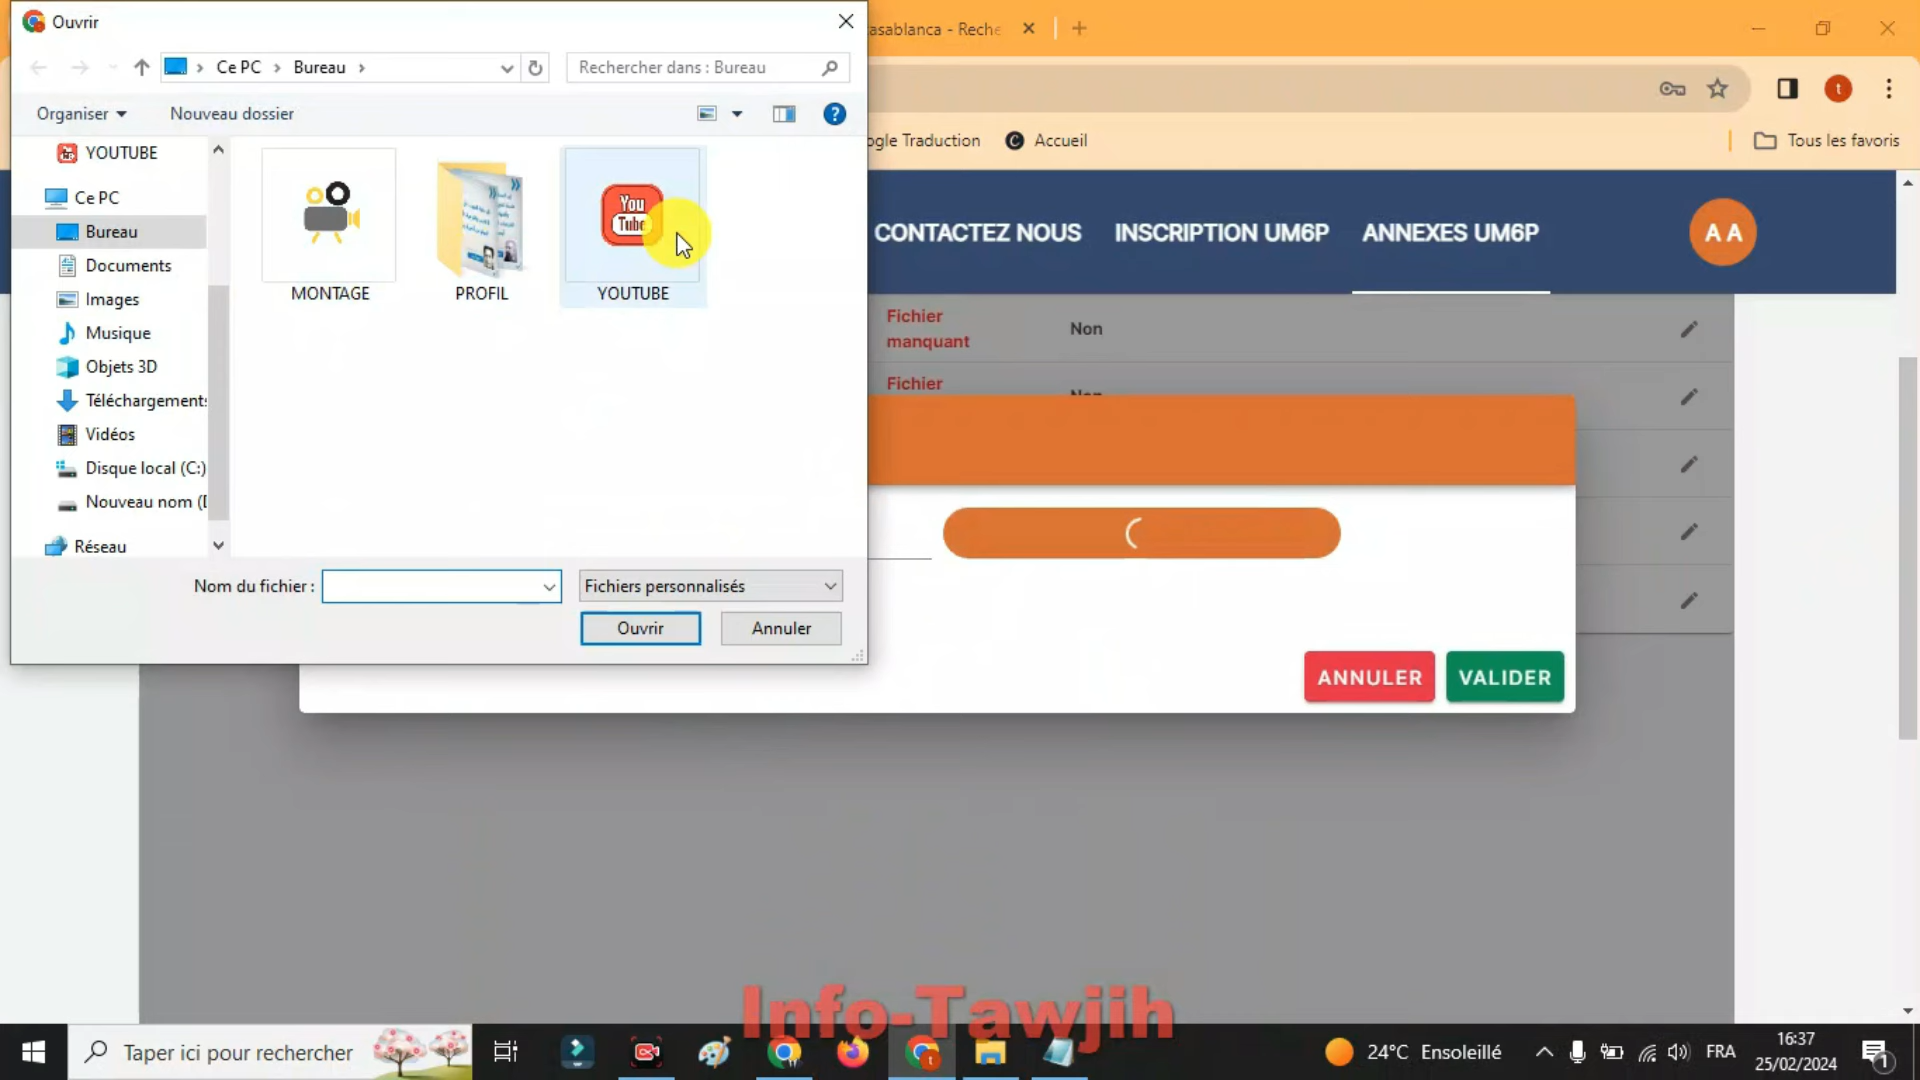 Ouvrir
asablanca - Reche
Ce PC
Bureau
Rechercher dans : Bureau
Organiser
Nouveau dossier
ogle Traduction
Accueil
Tous les favoris
t
YOUTUBE
Ce PC
Bureau
Documents
Images
Musique
Objets 3D
Téléchargements
Vidéos
Disque local (C:)
Nouveau nom (D
Réseau
You
Tube
MONTAGE
PROFIL
YOUTUBE
CONTACTEZ NOUS
INSCRIPTION UM6P
ANNEXES UM6P
A A
Fichier
manquant
Non
Fichier
Non
Nom du fichier :
Fichiers personnalisés
Ouvrir
Annuler
ANNULER
VALIDER
Info-Tawjih
Taper ici pour rechercher
24°C Ensoleillé
FRA
16:37
25/02/2024
1